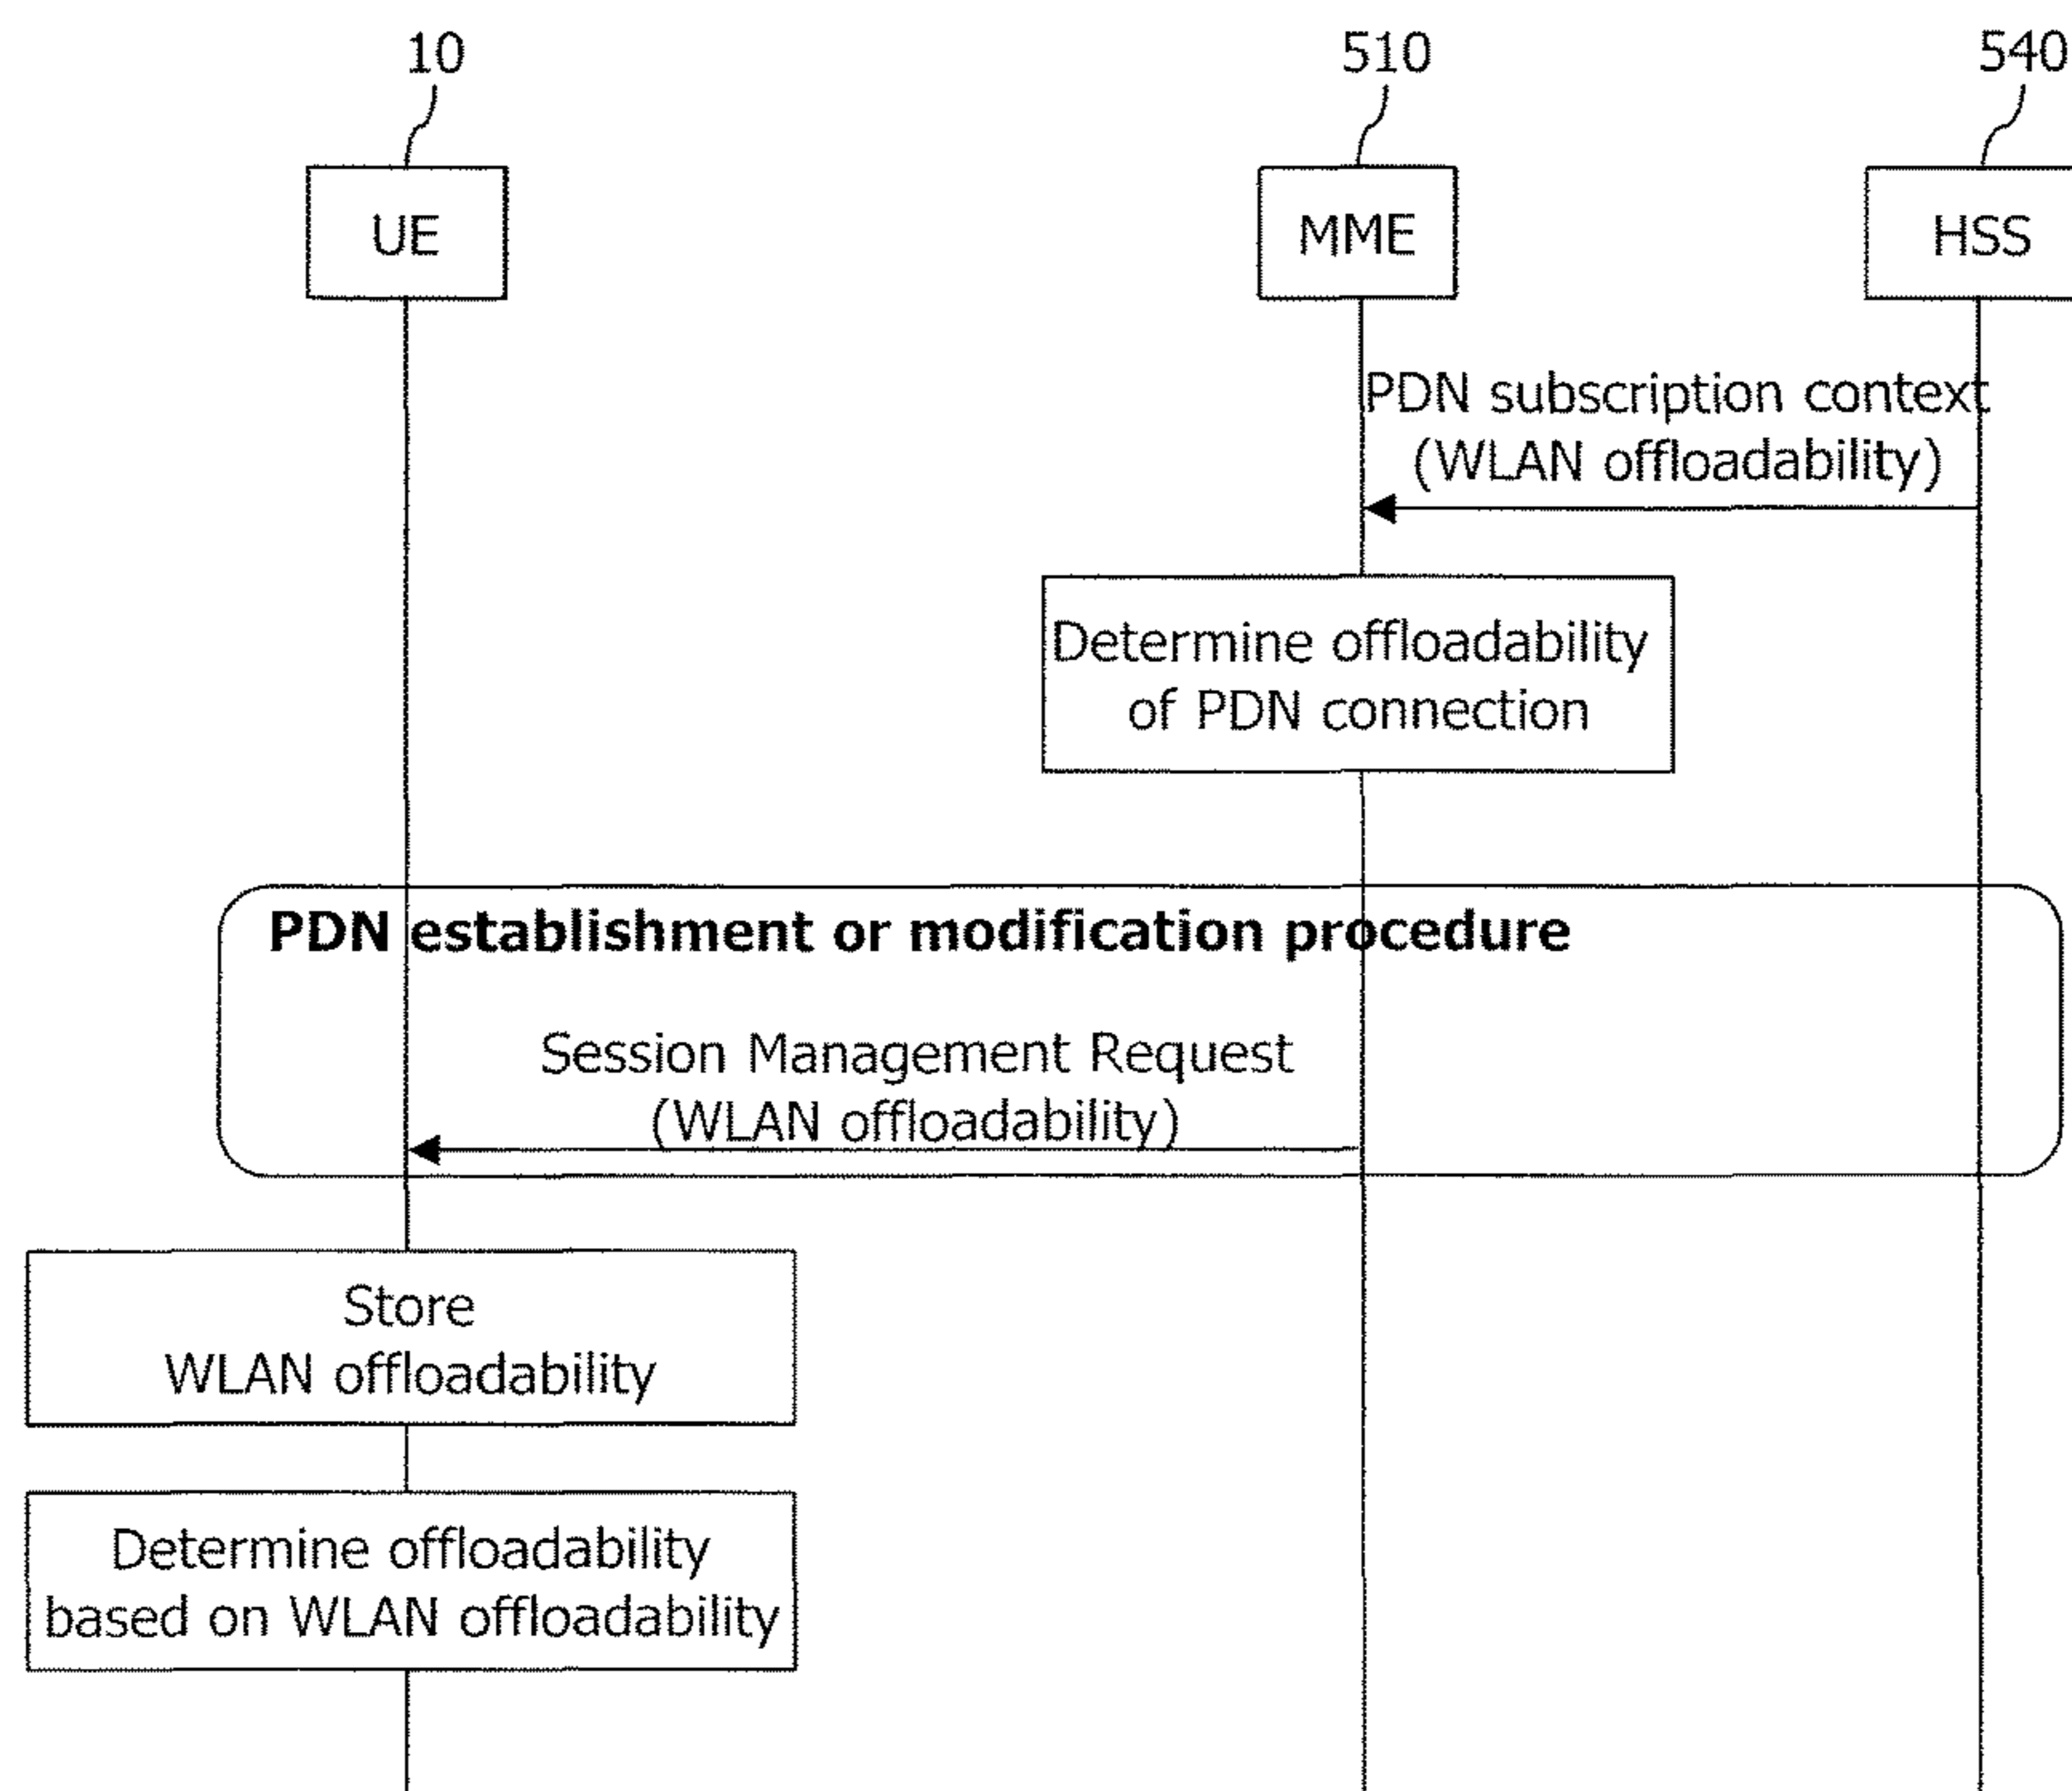 10
510
540
UE
MME
HSS
PDN subscription context
(WLAN offloadability)
Determine offloadability
of PDN connection
PDN establishment or modification procedure
Session Management Request
(WLAN offloadability)
Store
WLAN offloadability
Determine offloadability
based on WLAN offloadability